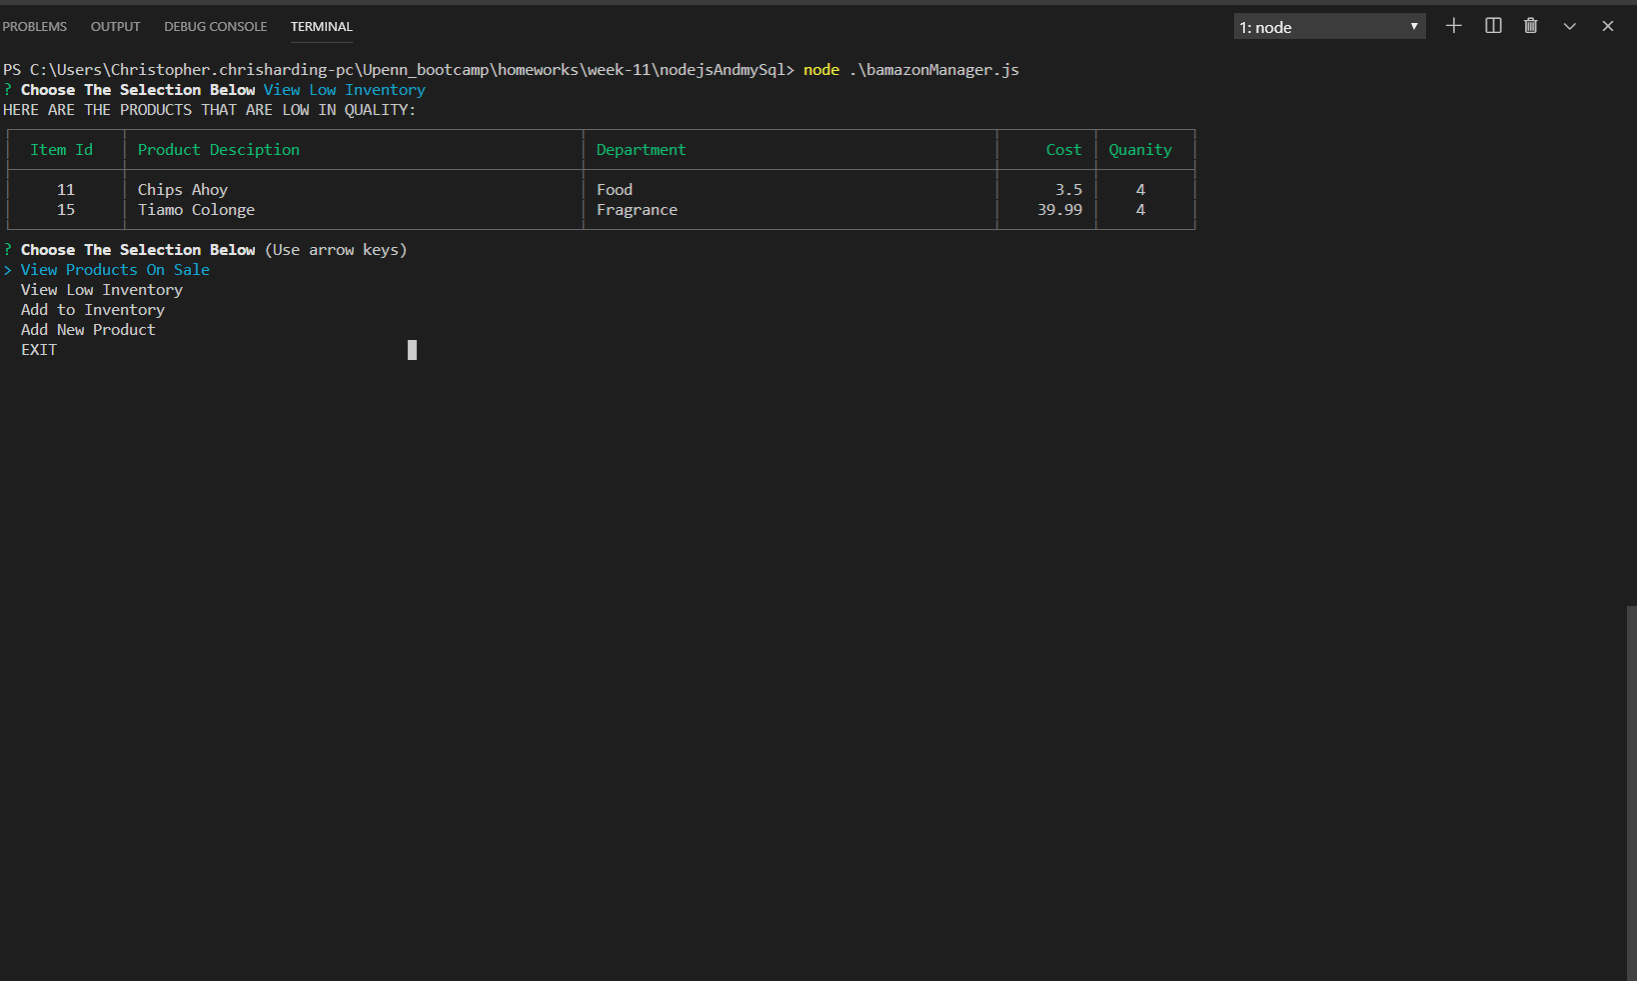 PROBLEMS OUTPUT DEBUG CONSOLE TERMINAL 1: node
PS C:\Users\Christopher.chrisharding-pc\Upenn_bootcamp\homeworks\week-11\nodejsAndmySql> node .\bamazonManager.js
? Choose The Selection Below View Low Inventory
HERE ARE THE PRODUCTS THAT ARE LOW IN QUALITY:
Item Id Product Desciption Department Cost Quanity
11 Chips Ahoy Food 3.5 4
15 Tiamo Colonge Fragrance 39.99 4
? Choose The Selection Below (Use arrow keys)
> View Products On Sale
View Low Inventory
Add to Inventory
Add New Product
EXIT